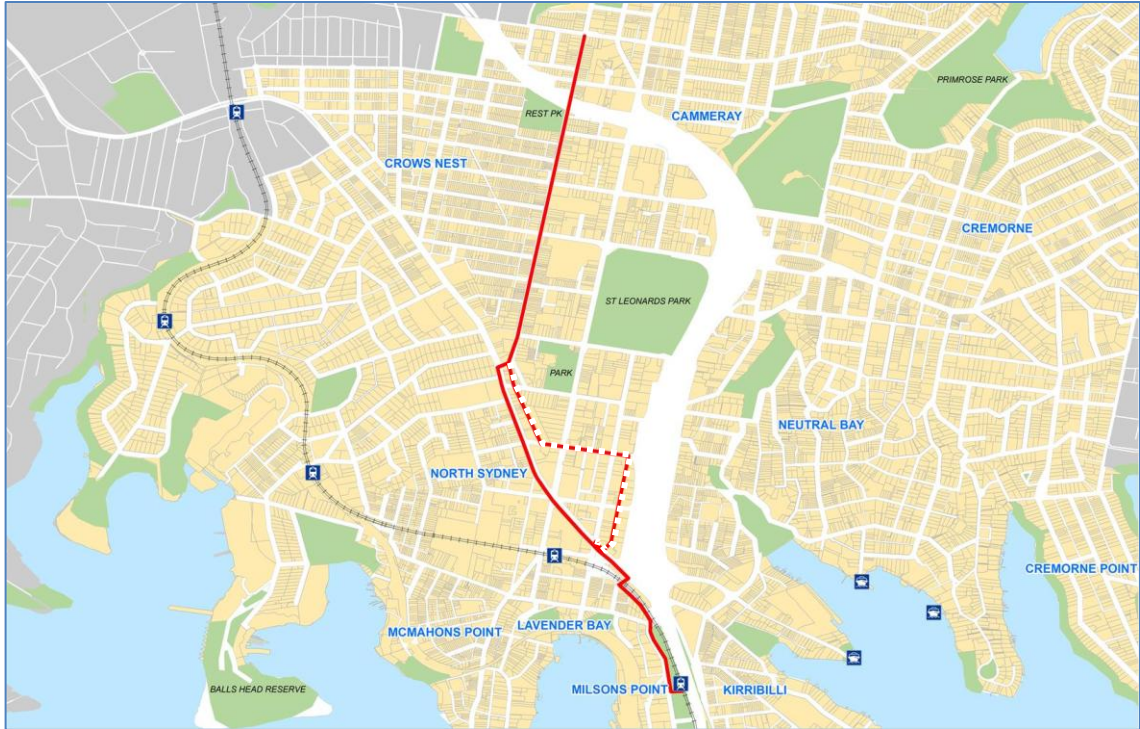 PRIMROSE PARK
REST PK
CAMMERAY
CROWS NEST
CREMORNE
ST LEONARDS PARK
PARK
NEUTRAL BAY
NORTH SYDNEY
CREMORNE POINT
LAVENDER BAY
MCMAHONS POINT
BALLS HEAD RESERVE
MILSONS POINT
KIRRIBILLI